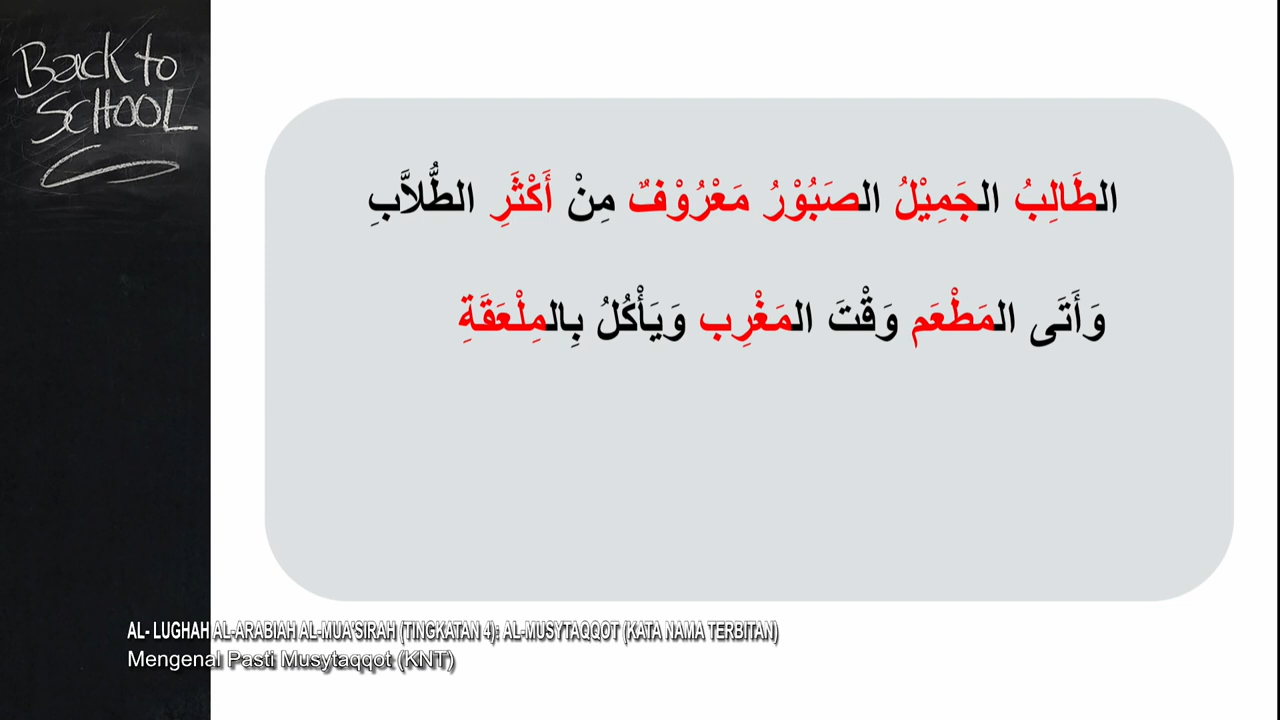 Back to
SCHOOL
الطَالِبُ الجَمِيْلُ الصَبُوْرُ مَعْرُوْفٌ مِنْ أَكْثَرِ الطُّلاَّبِ
وَأَتَى المَطْعَم وَقْتَ المَغْرِب وَيَأْكُلُ بِالمِلْعَقَةِ
AL- LUGHAH AL-ARABIAH AL-MUA'SIRAH (TINGKATAN 4): AL-MUSYTAQQOT (KATA NAMA TERBITAN)
Mengenal Pasti Musytaqqot (KNT)